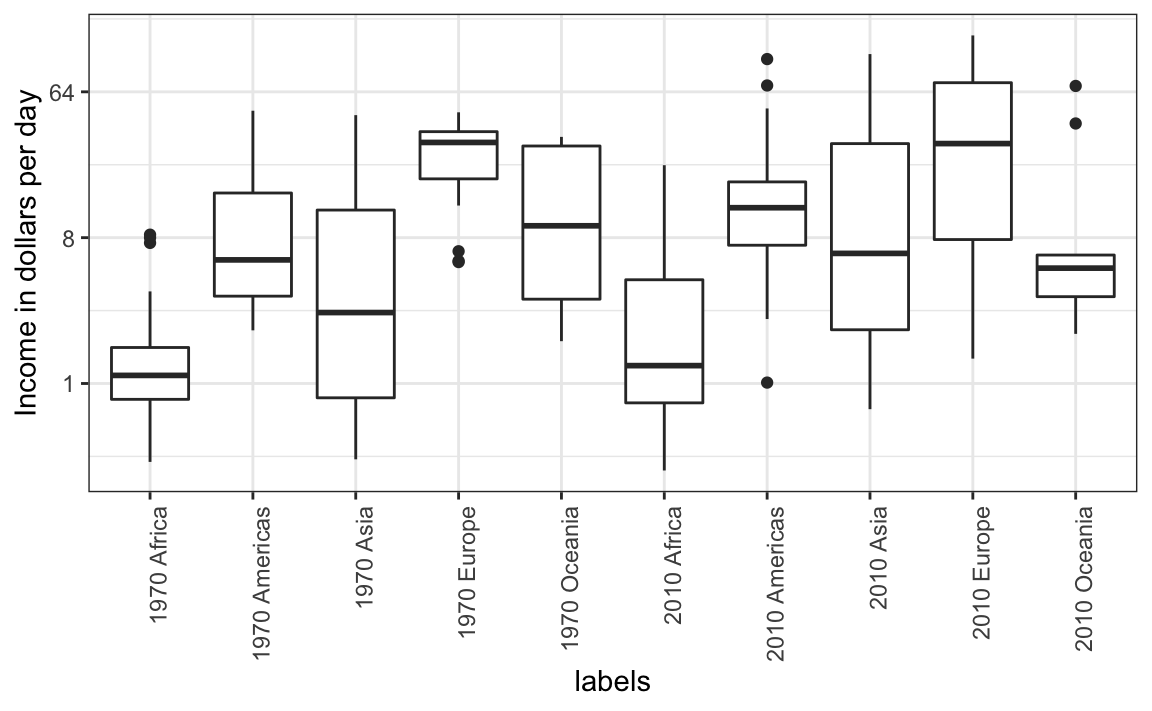 Income in dollars per day
64
8
1
1970 Africa
1970 Americas
1970 Asia
1970 Europe
1970 Oceania
2010 Africa
2010 Americas
2010 Asia
2010 Europe
2010 Oceania
labels